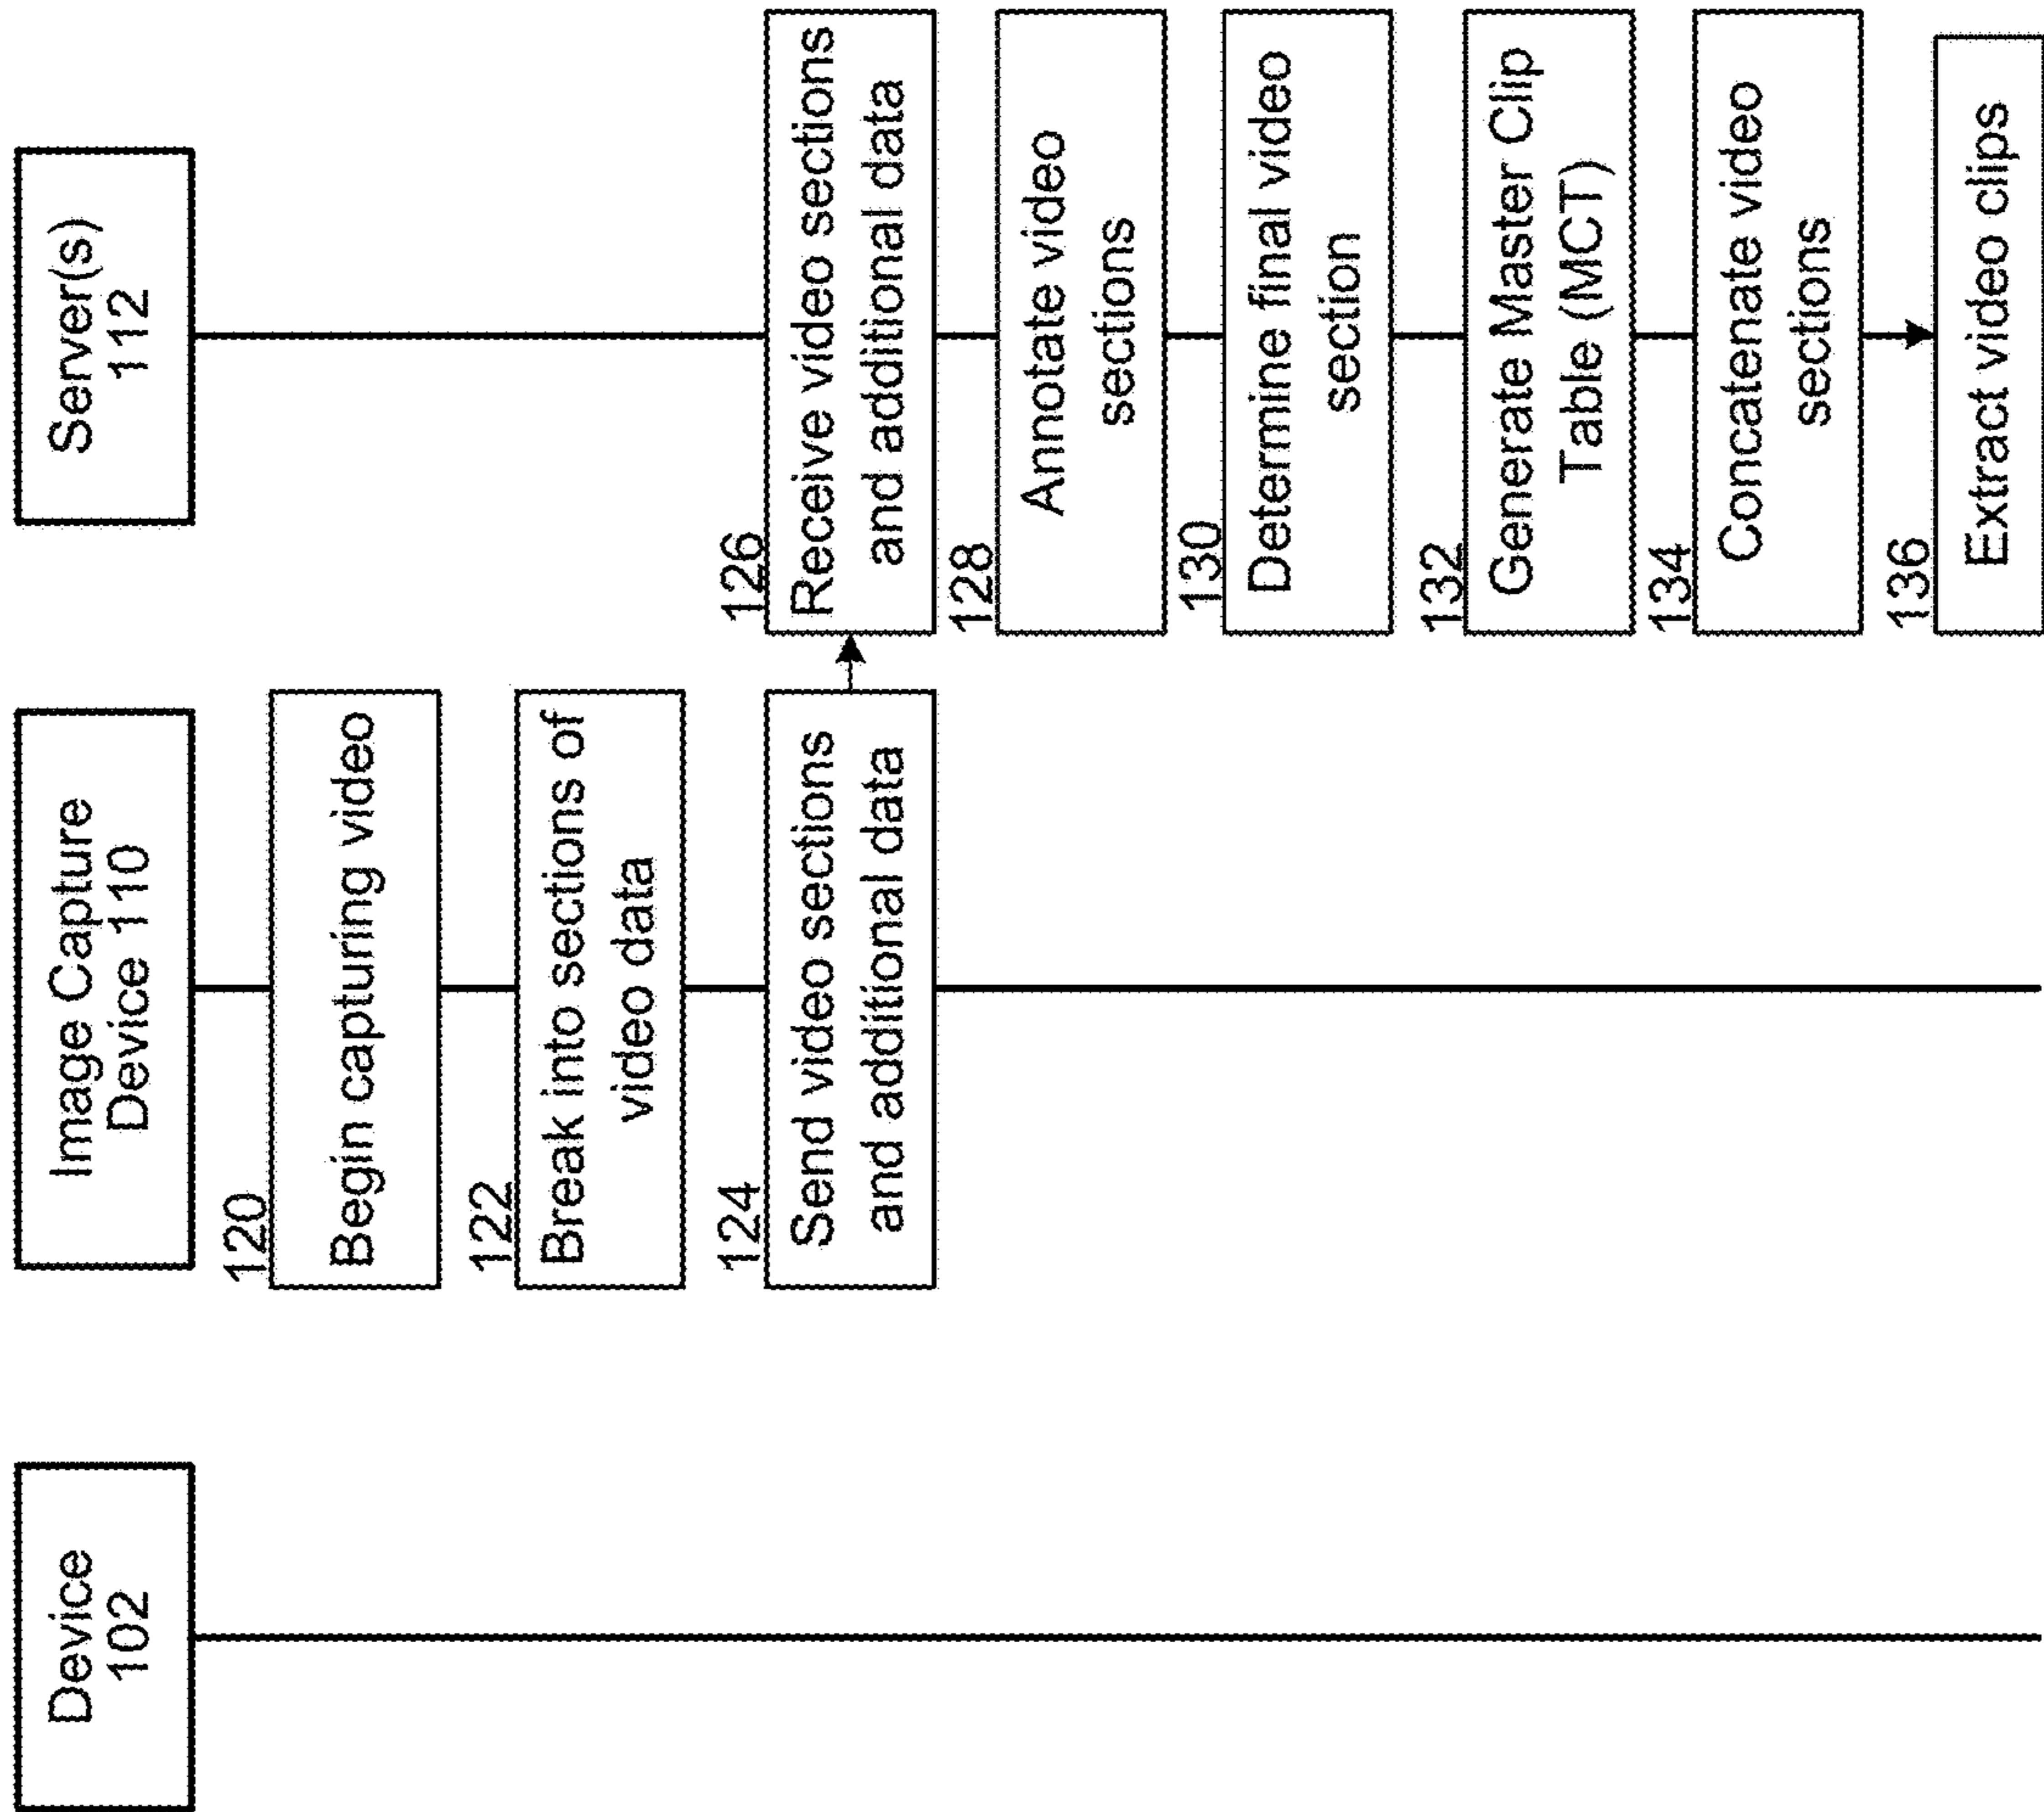 Device
102
Image Capture
Device 110
Server(s)
112
120
Begin capturing video
122
Break into sections of
video data
124
Send video sections
and additional data
126
Receive video sections
and additional data
128
Annotate video
sections
130
Determine final video
section
132
Generate Master Clip
Table (MCT)
134
Concatenate video
sections
136
Extract video clips